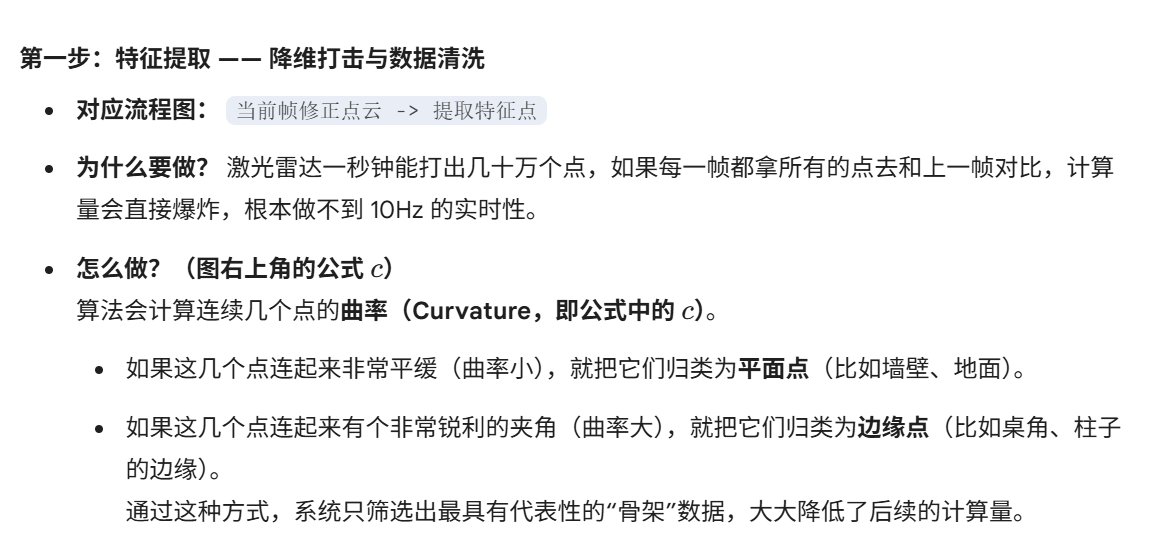 第一步：特征提取 —— 降维打击与数据清洗
• 对应流程图： 当前帧修正点云 -> 提取特征点
• 为什么要做？ 激光雷达一秒钟能打出几十万个点，如果每一帧都拿所有的点去和上一帧对比，计算
量会直接爆炸，根本做不到 10Hz 的实时性。
• 怎么做？（图右上角的公式 c）
算法会计算连续几个点的曲率（Curvature，即公式中的 c）。
• 如果这几个点连起来非常平缓（曲率小），就把它们归类为平面点（比如墙壁、地面）。
• 如果这几个点连起来有个非常锐利的夹角（曲率大），就把它们归类为边缘点（比如桌角、柱子
的边缘）。
通过这种方式，系统只筛选出最具有代表性的“骨架”数据，大大降低了后续的计算量。